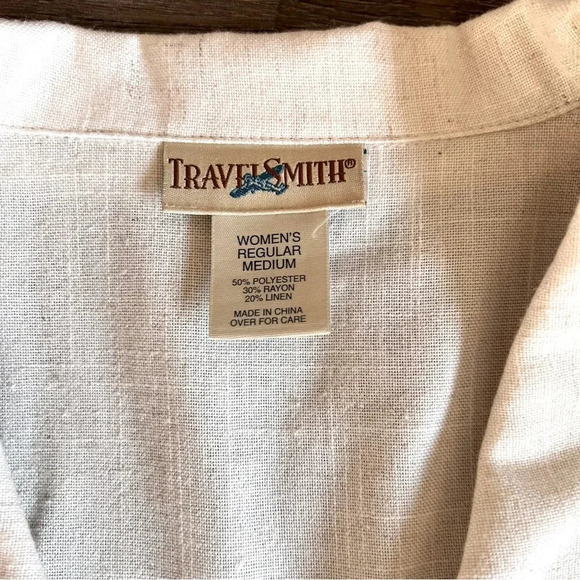 TRAVELSMITH®
WOMEN'S
REGULAR
MEDIUM
50% POLYESTER
30% RAYON
20% LINEN
MADE IN CHINA
OVER FOR CARE